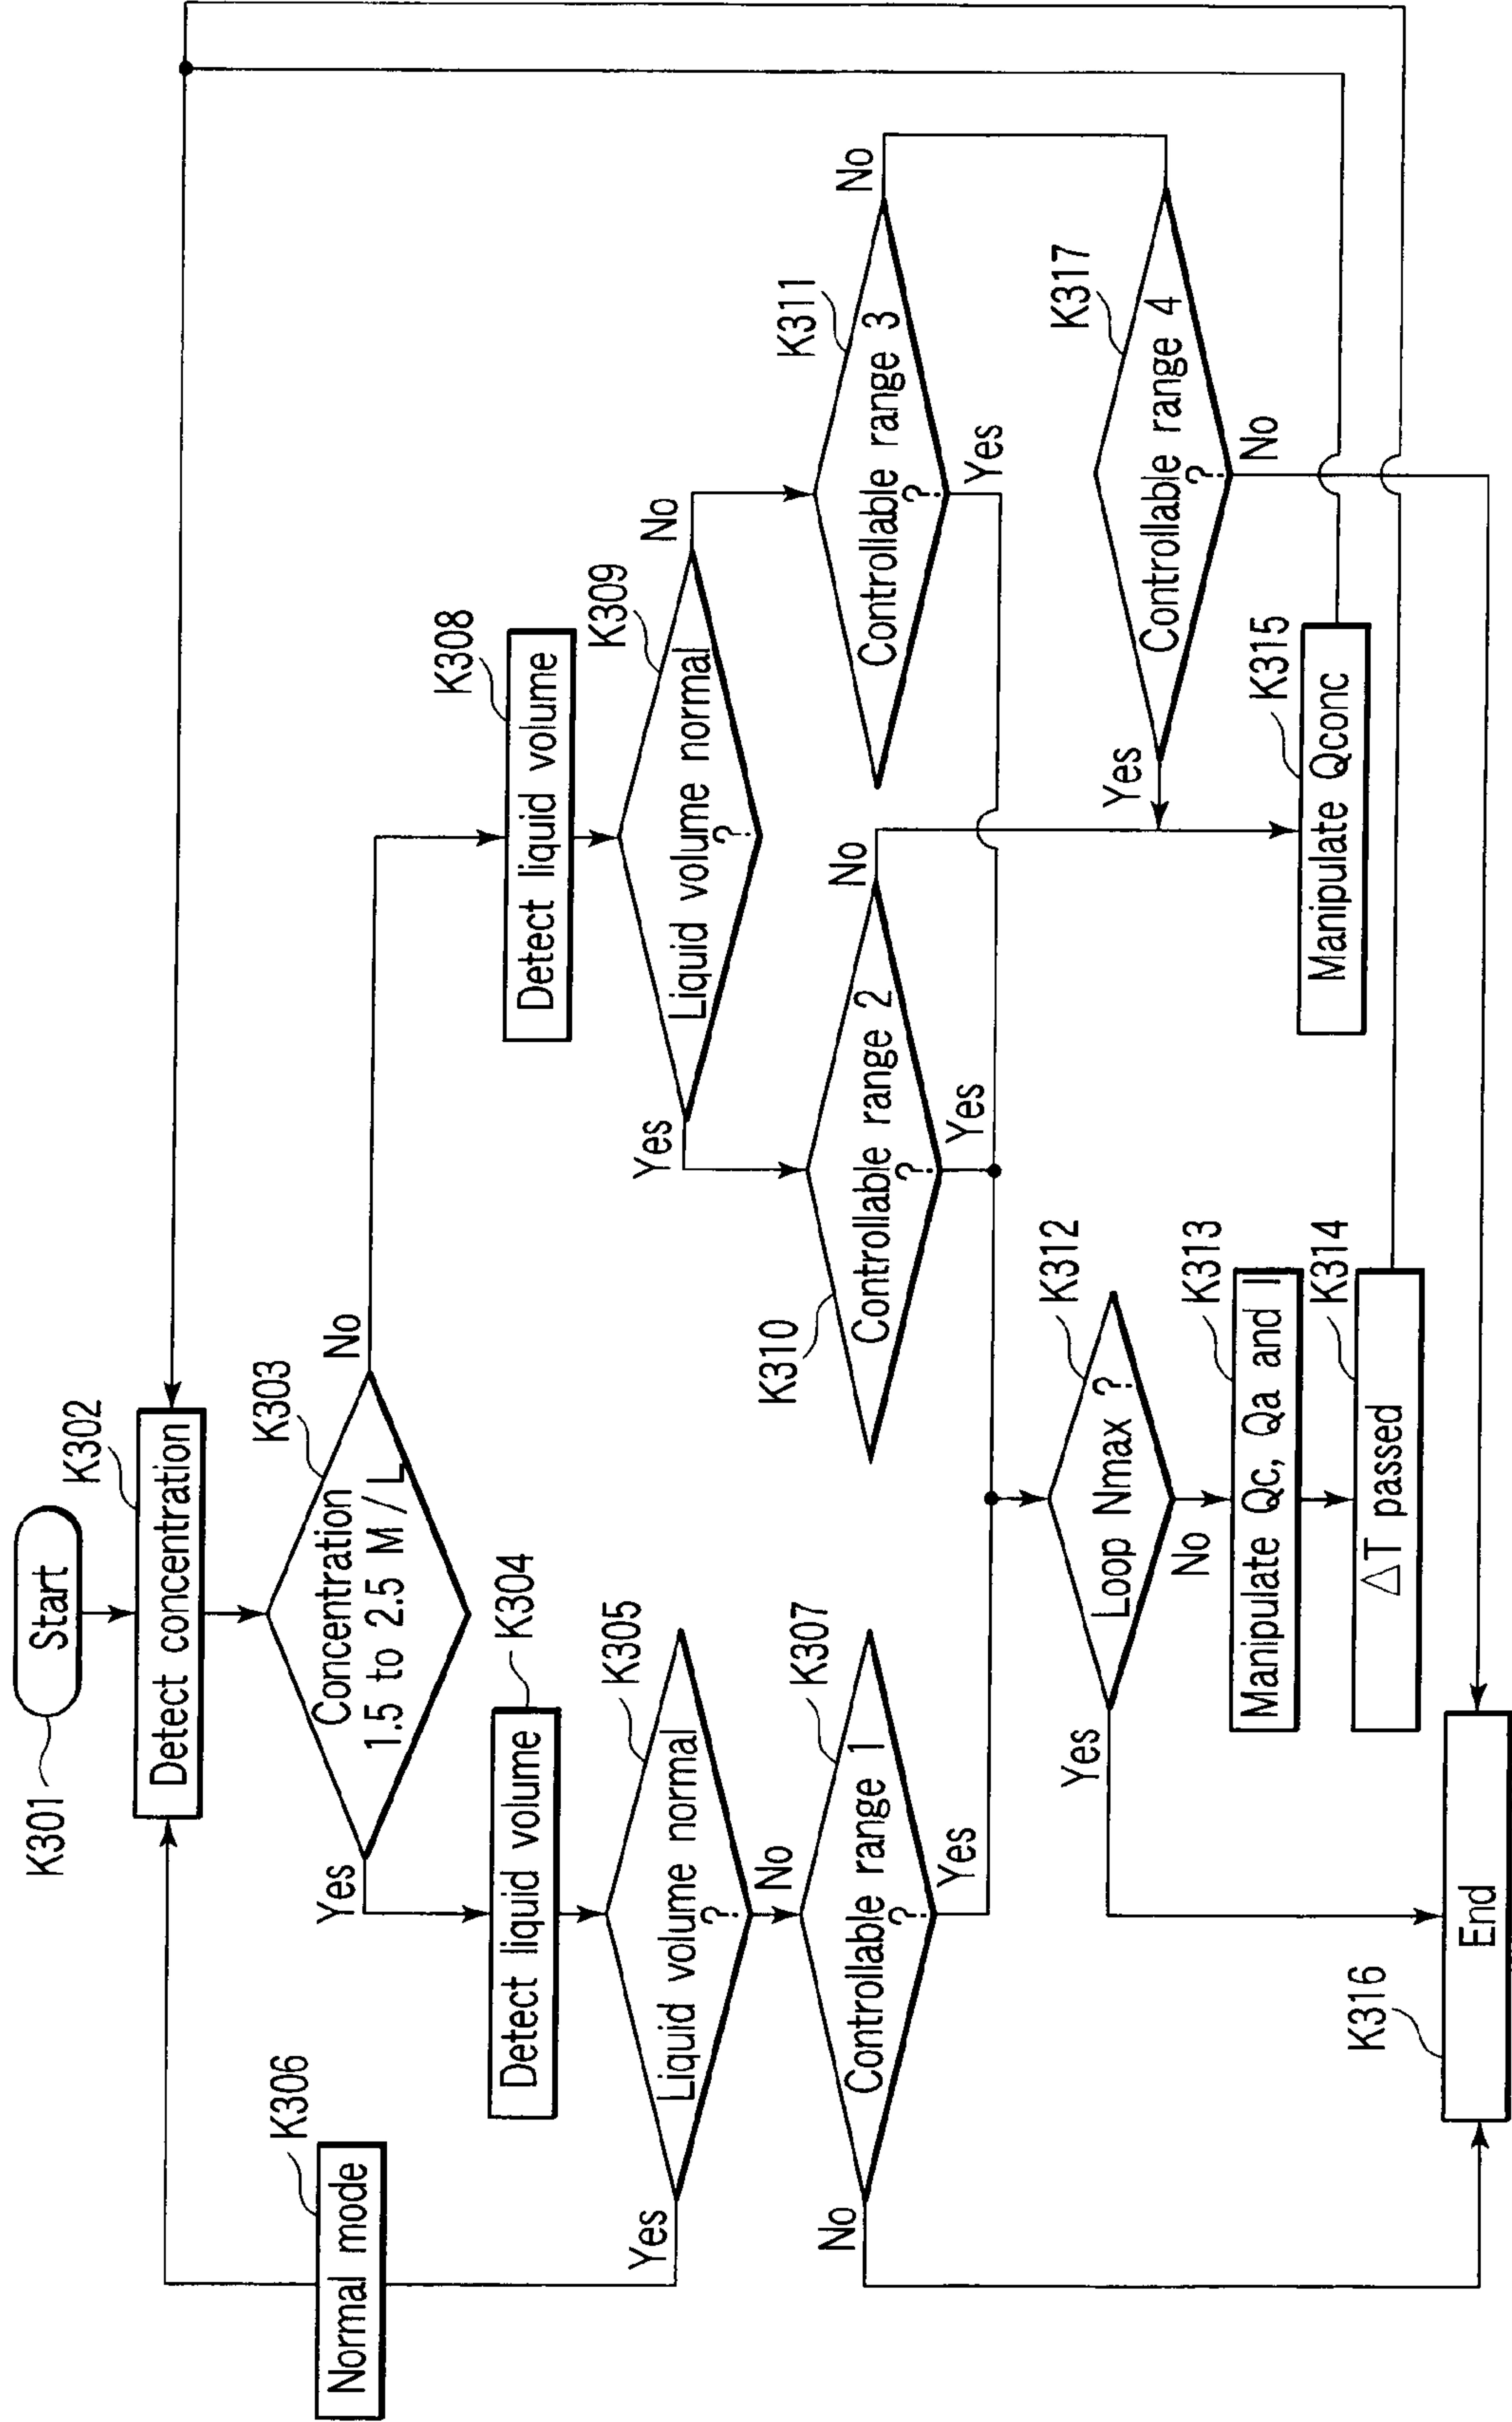 Start
K301
Detect concentration
K302
Concentration
1.5 to 2.5 M/L
K303
Yes
No
Normal mode
K306
Detect liquid volume
K304
Detect liquid volume
K308
Liquid volume normal
?
K305
Yes
No
Liquid volume normal
?
K309
Yes
No
Controllable range 1
?
K307
No
Yes
Controllable range 2
?
K310
No
Yes
Controllable range 3
?
K311
No
Yes
Loop Nmax ?
K312
Yes
No
Controllable range 4
?
K317
Yes
No
Manipulate Qc, Qa and I
K313
Manipulate Qconc
K315
△T passed
K314
End
K316